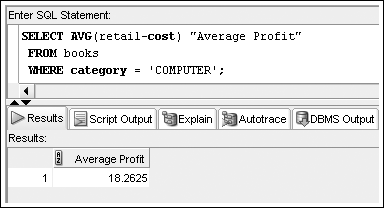 Enter SQL Statement:
SELECT AVG(retail-cost) "Average Profit"
FROM books
WHERE category = 'COMPUTER';
Results Script Output Explain Autotrace DBMS Output
Results:
Average Profit
1 18.2625